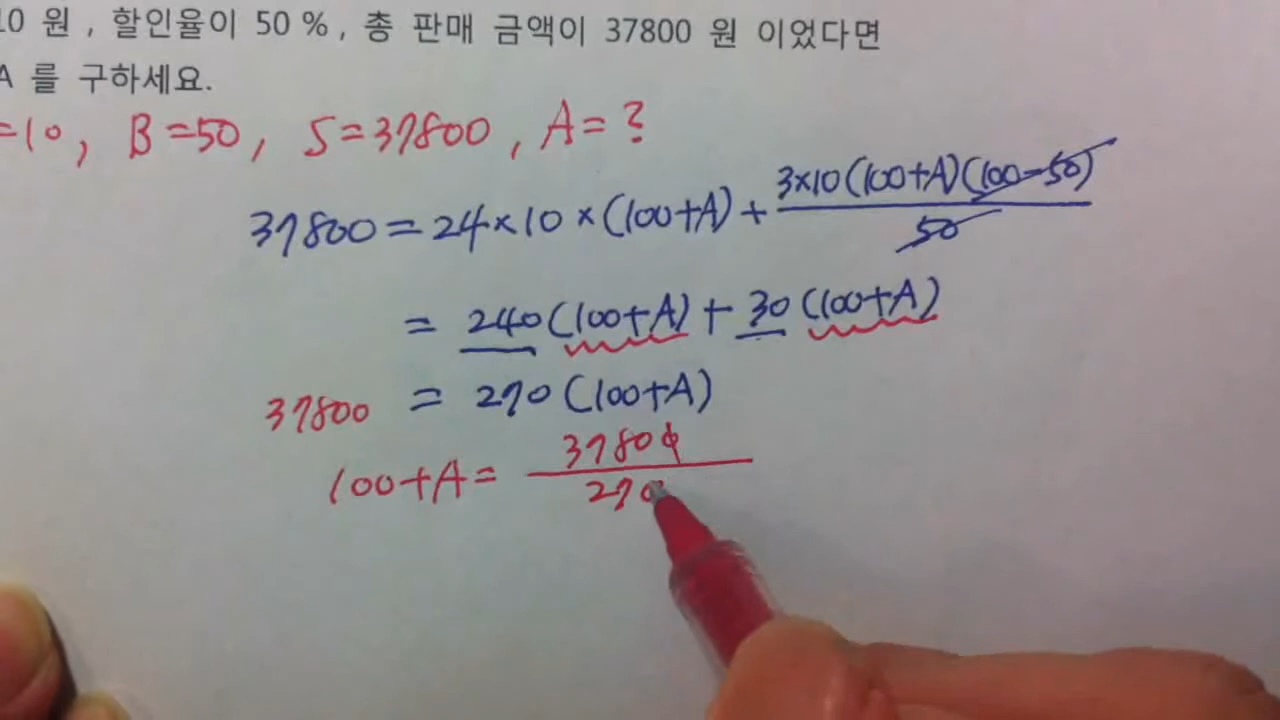 10 원 , 할인율이 50 % , 총 판매 금액이 37800 원 이었다면
A 를 구하세요.
=10, B=50, S=37800, A=?
37800=24×10×(100+A)+\frac{3×10(100+A)(100-50)}{50}
= 240(100+A)+30(100+A)
37800 = 270(100+A)
100+A=\frac{37800}{270}